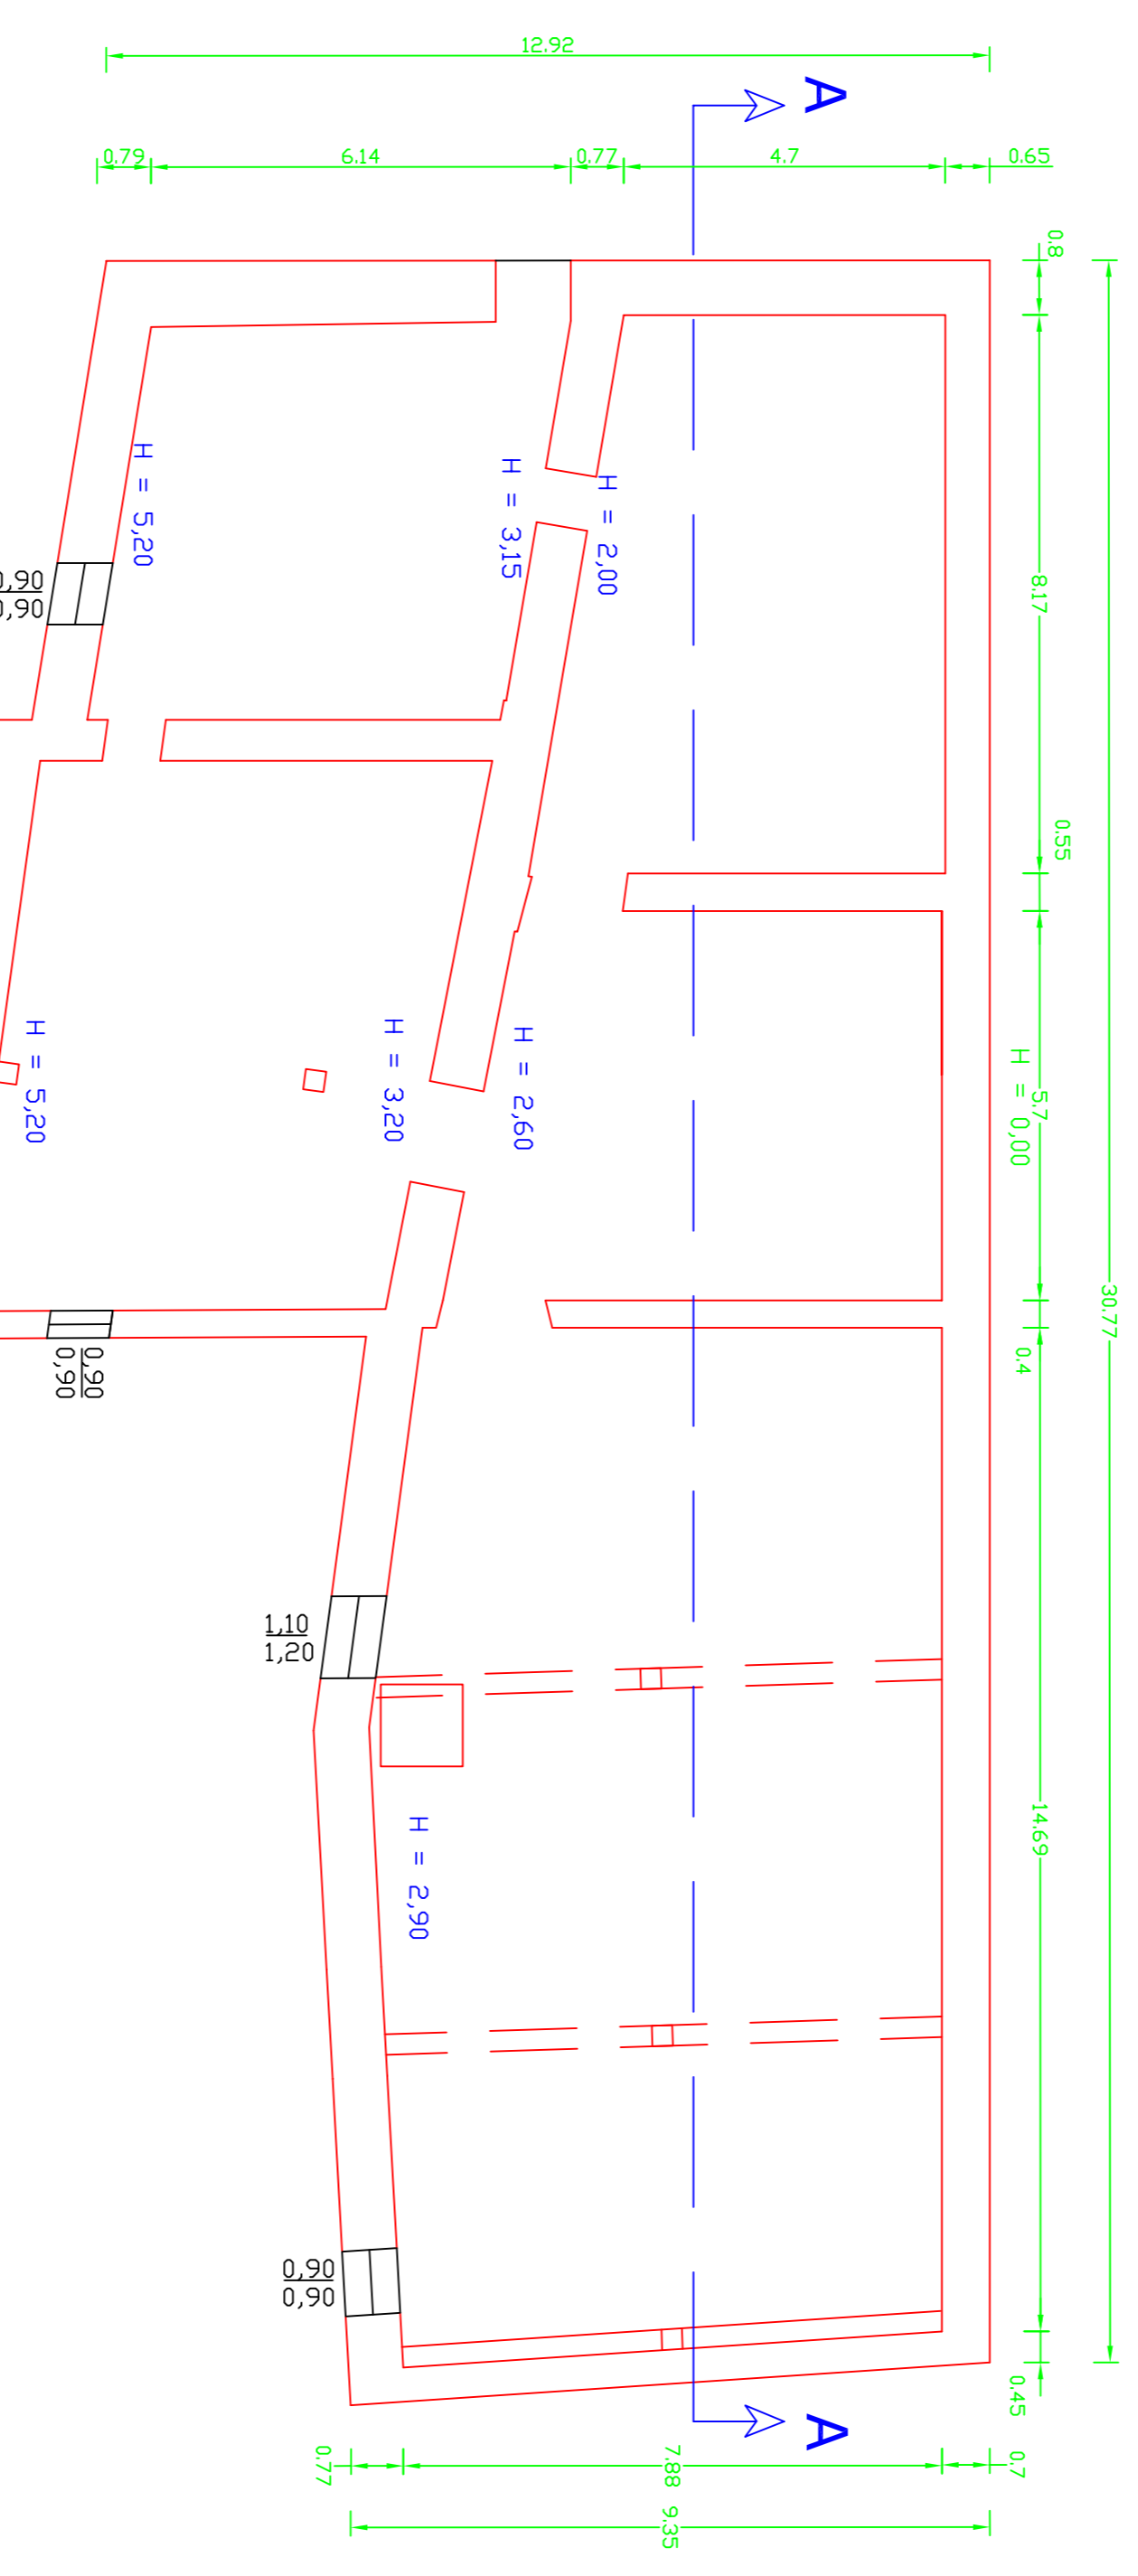 12.92
A
0.79
6.14
0.77
4.7
0.65
0.8
H = 5,20
H = 3,15
H = 2,00
8.17
0,90
0,90
0.55
H = 5,20
H = 3,20
H = 2,60
H = 0,00
5.7
30.77
0,90
0,90
0.4
1,10
1,20
H = 2,90
14.69
0,90
0,90
0.45
A
0.77
7.88
0.7
9.35